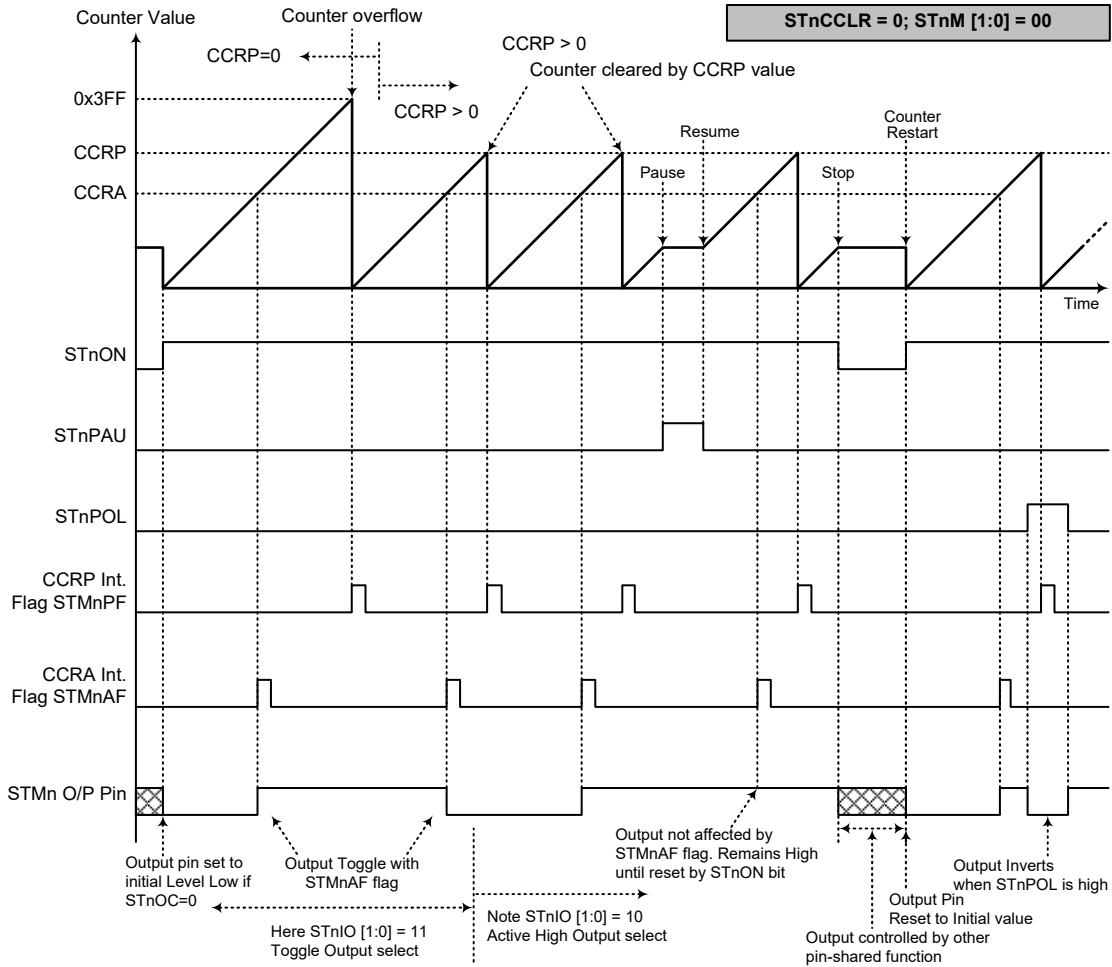 Counter Value
Counter overflow
STnCCLR = 0; STnM [1:0] = 00
CCRP=0
CCRP > 0
CCRP > 0
Counter cleared by CCRP value
0x3FF
CCRP
CCRA
Pause
Resume
Stop
Counter
Restart
Time
STnON
STnPAU
STnPOL
CCRP Int.
Flag STMnPF
CCRA Int.
Flag STMnAF
STMn O/P Pin
Output pin set to
initial Level Low if
STnOC=0
Output Toggle with
STMnAF flag
Here STnIO [1:0] = 11
Toggle Output select
Note STnIO [1:0] = 10
Active High Output select
Output not affected by
STMnAF flag. Remains High
until reset by STnON bit
Output Pin
Reset to Initial value
Output controlled by other
pin-shared function
Output Inverts
when STnPOL is high